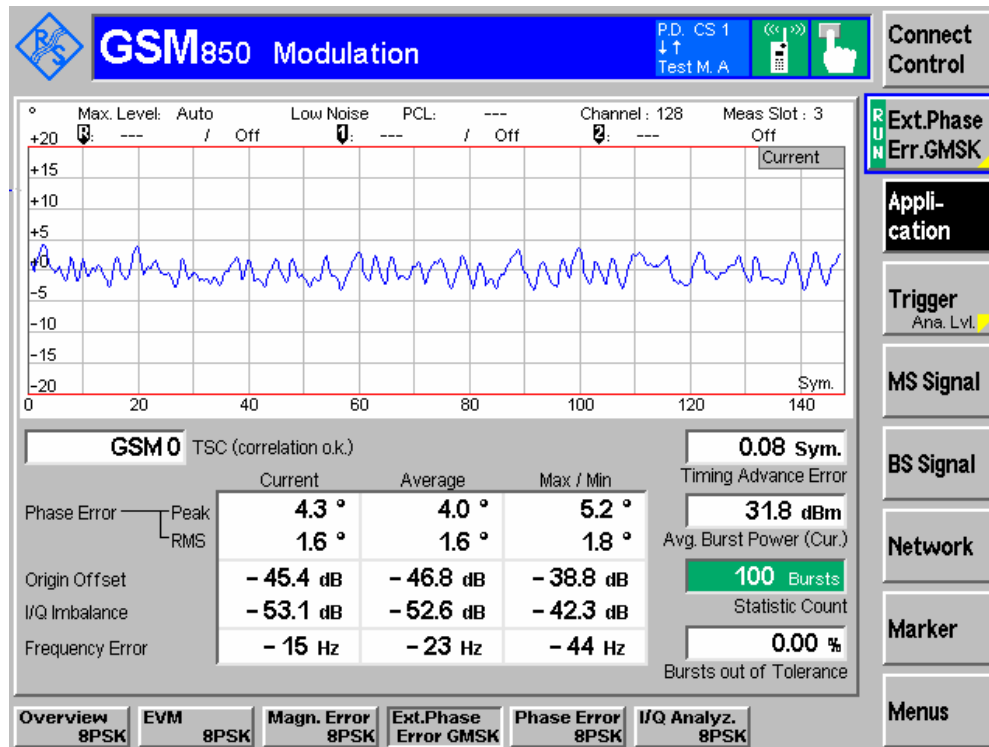 R&S
GSM850 Modulation
P.D. CS 1
Test M. A
Connect Control
° Max. Level: Auto Low Noise PCL: --- Channel : 128 Meas Slot : 3
R: --- / Off 1: --- / Off 2: --- Off
Current
+20
+15
+10
+5
+0
-5
-10
-15
-20
Sym.
0 20 40 60 80 100 120 140
RUN
Ext.Phase Err.GMSK
Appli-cation
Trigger
Ana. Lvl.
MS Signal
BS Signal
Network
Marker
Menus
GSM 0 TSC (correlation o.k.)
0.08 Sym.
Timing Advance Error
Current Average Max / Min
Phase Error Peak 4.3 ° 4.0 ° 5.2 °
RMS 1.6 ° 1.6 ° 1.8 °
31.8 dBm
Avg. Burst Power (Cur.)
Origin Offset - 45.4 dB - 46.8 dB - 38.8 dB
100 Bursts
Statistic Count
I/Q Imbalance - 53.1 dB - 52.6 dB - 42.3 dB
Frequency Error - 15 Hz - 23 Hz - 44 Hz
0.00 %
Bursts out of Tolerance
Overview 8PSK
EVM 8PSK
Magn. Error 8PSK
Ext.Phase Error GMSK
Phase Error 8PSK
I/Q Analyz. 8PSK